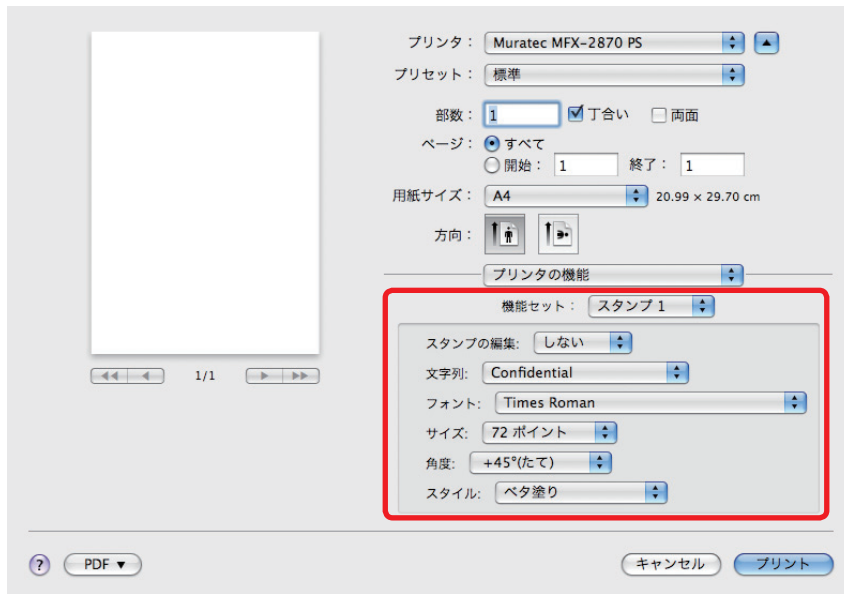 プリンタ： Muratec MFX-2870 PS
プリセット： 標準
部数： 1 丁合い 両面
ページ： すべて
開始： 1 終了： 1
用紙サイズ： A4 20.99 × 29.70 cm
方向：
プリンタの機能
機能セット： スタンプ 1
スタンプの編集: しない
文字列: Confidential
1/1
フォント: Times Roman
サイズ: 72 ポイント
角度: +45°(たて)
スタイル: ベタ塗り
? PDF ▼ キャンセル プリント